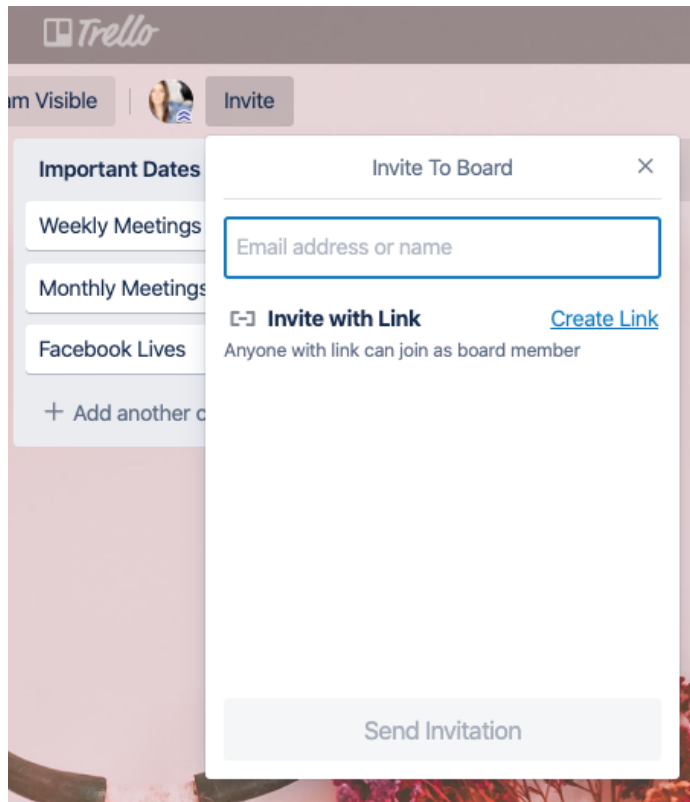 Trello
am Visible
Invite
Important Dates
Weekly Meetings
Monthly Meetings
Facebook Lives
+ Add another c
Invite To Board
Email address or name
Invite with Link
Create Link
Anyone with link can join as board member
Send Invitation